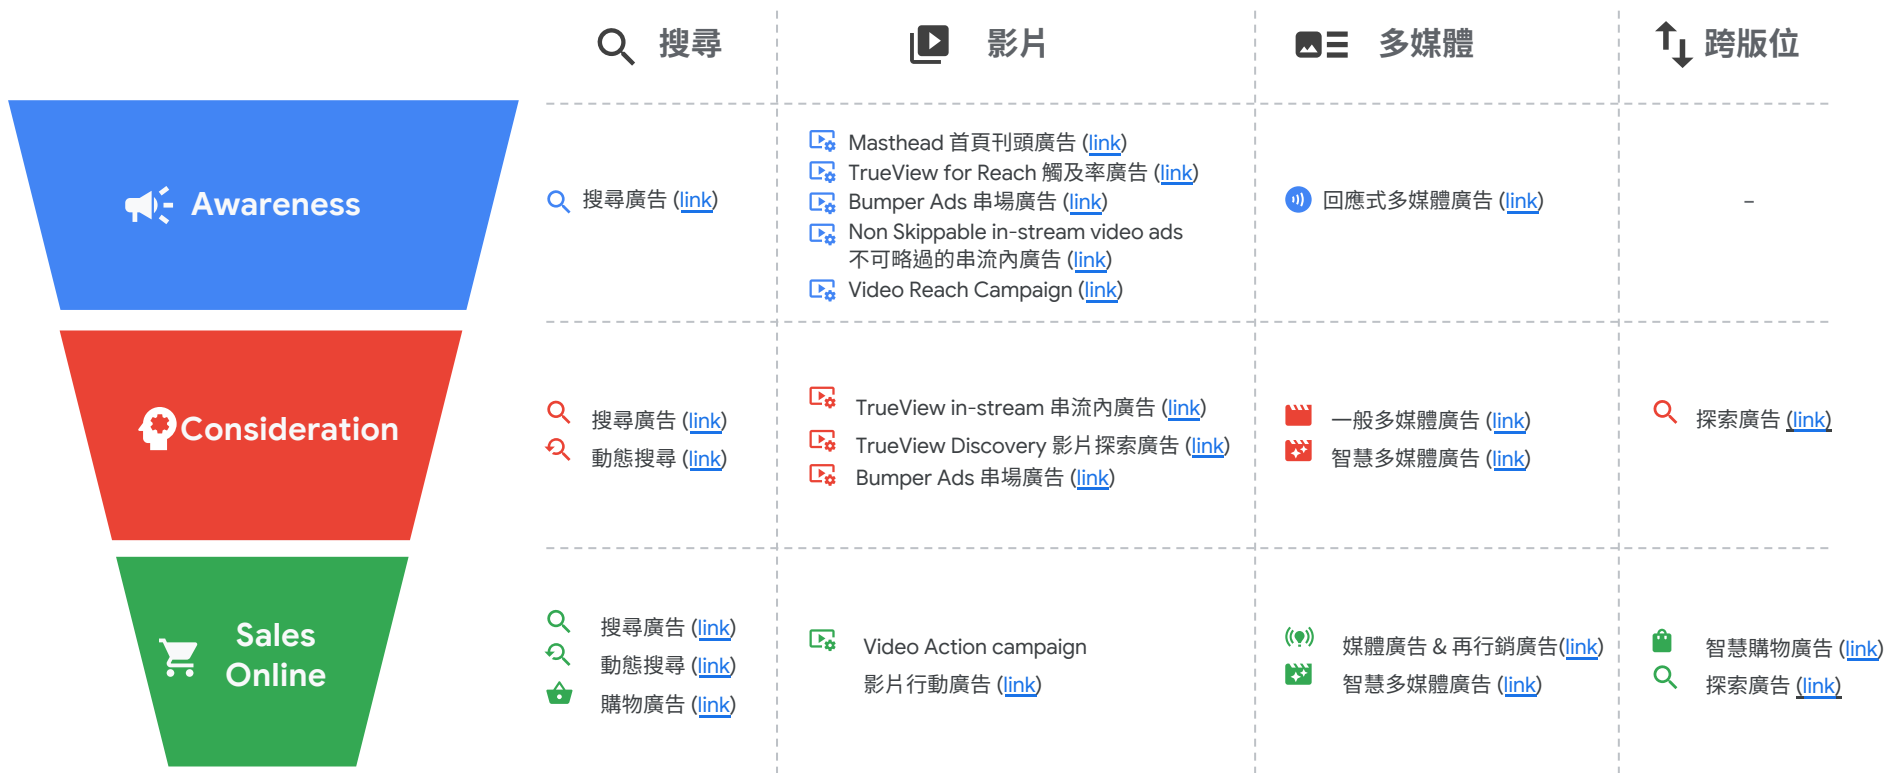 搜尋
影片
多媒體
跨版位
Awareness
搜尋廣告 (link)
Masthead 首頁刊頭廣告 (link)
TrueView for Reach 觸及率廣告 (link)
Bumper Ads 串場廣告 (link)
Non Skippable in-stream video ads
不可略過的串流內廣告 (link)
Video Reach Campaign (link)
回應式多媒體廣告 (link)
–
Consideration
搜尋廣告 (link)
動態搜尋 (link)
TrueView in-stream 串流內廣告 (link)
TrueView Discovery 影片探索廣告 (link)
Bumper Ads 串場廣告 (link)
一般多媒體廣告 (link)
智慧多媒體廣告 (link)
探索廣告 (link)
Sales
Online
搜尋廣告 (link)
動態搜尋 (link)
購物廣告 (link)
Video Action campaign
影片行動廣告 (link)
媒體廣告 & 再行銷廣告(link)
智慧多媒體廣告 (link)
智慧購物廣告 (link)
探索廣告 (link)